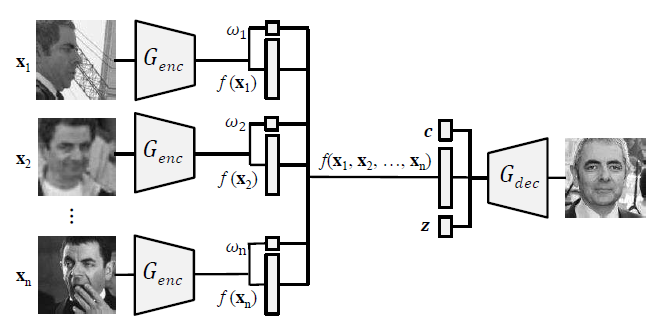 x1
Genc
ω1
f(x1)
x2
Genc
ω2
f(x2)
⋮
xn
Genc
ωn
f(xn)
f(x1, x2, …, xn)
c
z
Gdec